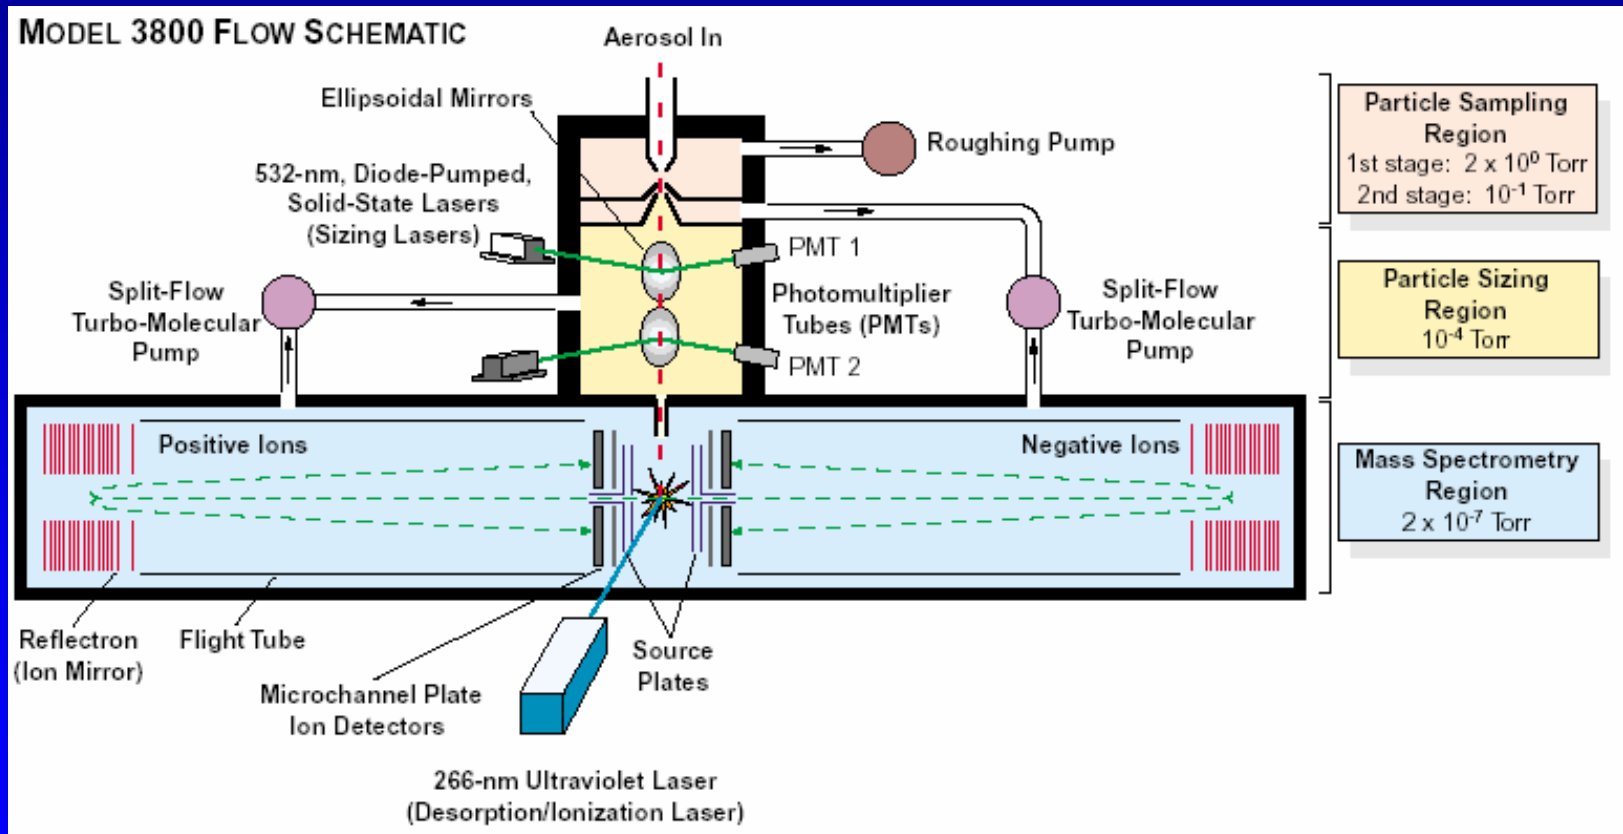 MODEL 3800 FLOW SCHEMATIC
Aerosol In
Ellipsoidal Mirrors
532-nm, Diode-Pumped,
Solid-State Lasers
(Sizing Lasers)
Roughing Pump
PMT 1
Photomultiplier
Tubes (PMTs)
PMT 2
Split-Flow
Turbo-Molecular
Pump
Split-Flow
Turbo-Molecular
Pump
Particle Sampling
Region
1st stage: 2 x 10⁰ Torr
2nd stage: 10⁻¹ Torr
Particle Sizing
Region
10⁻⁴ Torr
Positive Ions
Negative Ions
Mass Spectrometry
Region
2 x 10⁻⁷ Torr
Reflectron
(Ion Mirror)
Flight Tube
Microchannel Plate
Ion Detectors
Source
Plates
266-nm Ultraviolet Laser
(Desorption/Ionization Laser)